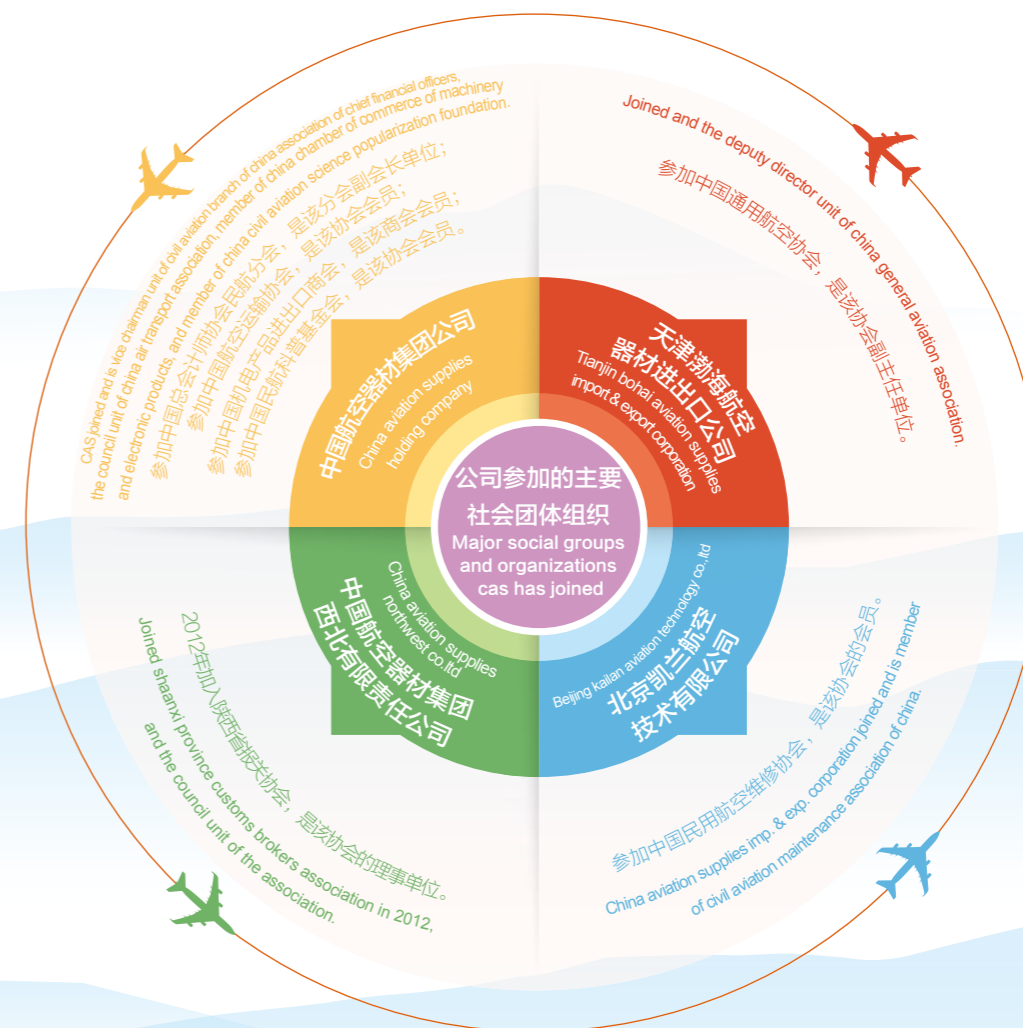 公司参加的主要
社会团体组织
Major social groups
and organizations
cas has joined
中国航空器材集团公司
China aviation supplies
holding company
CAS joined and is vice chairman unit of civil aviation branch of china association of chief financial officers,
the council unit of china air transport association, member of china chamber of commerce of machinery
and electronic products, and member of china civil aviation science popularization foundation.
参加中国总会计师协会民航分会，是该分会副会长单位；
参加中国航空运输协会，是该协会会员；
参加中国机电产品进出口商会，是该商会会员；
参加中国民航科普基金会，是该协会会员。
天津渤海航空
器材进出口公司
Tianjin bohai aviation supplies
import & export corporation
Joined and the deputy director unit of china general aviation association.
参加中国通用航空协会，是该协会副主任单位。
China aviation supplies
northwest co.ltd
中国航空器材集团
西北有限责任公司
2012年加入陕西省报关协会，是该协会的理事单位。
Joined shaanxi province customs brokers association in 2012,
and the council unit of the association.
Beijing kailan aviation technology co.,ltd
北京凯兰航空
技术有限公司
参加中国民用航空维修协会，是该协会的会员。
China aviation supplies imp. & exp. corporation joined and is member
of civil aviation maintenance association of china.